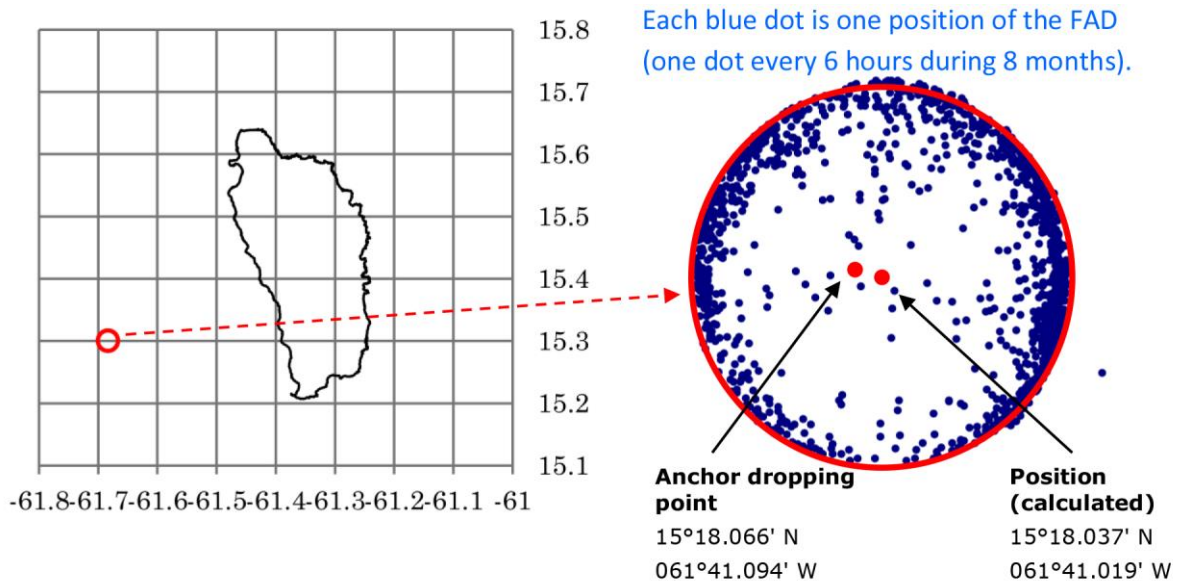 Each blue dot is one position of the FAD
(one dot every 6 hours during 8 months).
15.8
15.7
15.6
15.5
15.4
15.3
15.2
15.1
-61.8-61.7-61.6-61.5-61.4-61.3-61.2-61.1 -61
Anchor dropping
point
15°18.066' N
061°41.094' W
Position
(calculated)
15°18.037' N
061°41.019' W